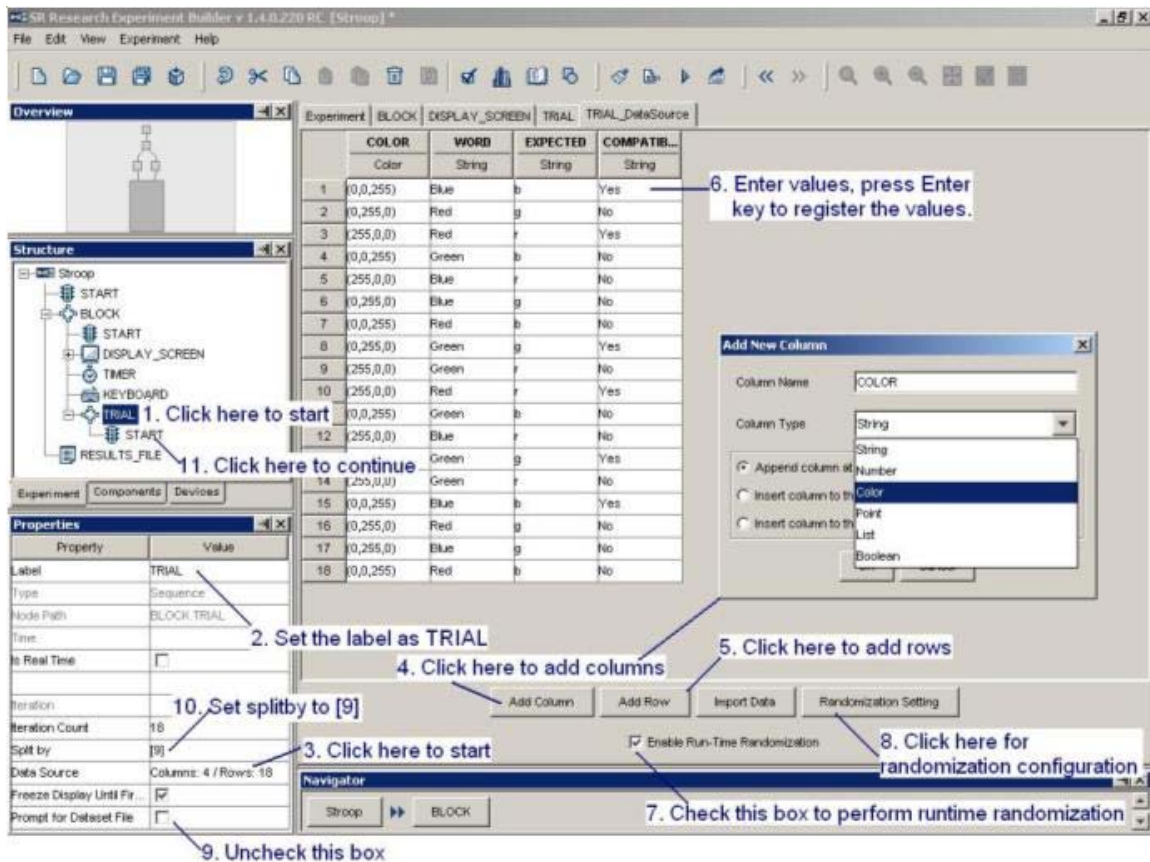 SR Research Experiment Builder v 1.4.0.220 RC [Stroop] *
File Edit View Experiment Help
Overview
Structure
Stroop
START
BLOCK
START
DISPLAY_SCREEN
TIMER
KEYBOARD
TRIAL
1. Click here to start
START
RESULTS_FILE
11. Click here to continue
Experiment Components Devices
Properties
Property Value
Label TRIAL
Type Sequence
Node Path BLOCK.TRIAL
Time
2. Set the label as TRIAL
Is Real Time
Iteration
10. Set splitby to [9]
Iteration Count 18
Split by [9]
3. Click here to start
Data Source Columns: 4 / Rows: 18
Freeze Display Until Fir...
Prompt for Dataset File
9. Uncheck this box
Experiment BLOCK DISPLAY_SCREEN TRIAL TRIAL_DataSource
COLOR WORD EXPECTED COMPATIB...
Color String String String
1 (0,0,255) Blue b Yes
2 (0,255,0) Red g No
3 (255,0,0) Red r Yes
4 (0,0,255) Green b No
5 (255,0,0) Blue r No
6 (0,255,0) Blue g No
7 (0,0,255) Red b No
8 (0,255,0) Green g Yes
9 (255,0,0) Green r No
10 (255,0,0) Red r Yes
(0,0,255) Green b No
12 (255,0,0) Blue r No
Green g Yes
14 (255,0,0) Green r No
15 (0,0,255) Blue b Yes
16 (0,255,0) Red g No
17 (0,255,0) Blue g No
18 (0,0,255) Red b No
6. Enter values, press Enter
key to register the values.
Add New Column
Column Name COLOR
Column Type String
String
Append column at
Number
Insert column to th
Color
Point
Insert column to th
List
Boolean
4. Click here to add columns
5. Click here to add rows
Add Column Add Row Import Data Randomization Setting
Enable Run-Time Randomization
8. Click here for
randomization configuration
7. Check this box to perform runtime randomization
Navigator
Stroop BLOCK